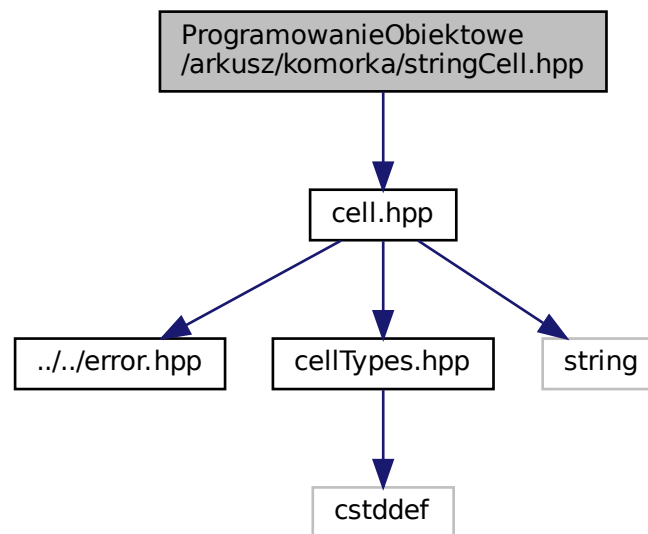 ProgramowanieObiektowe
/arkusz/komorka/stringCell.hpp
cell.hpp
../../error.hpp
cellTypes.hpp
string
cstddef